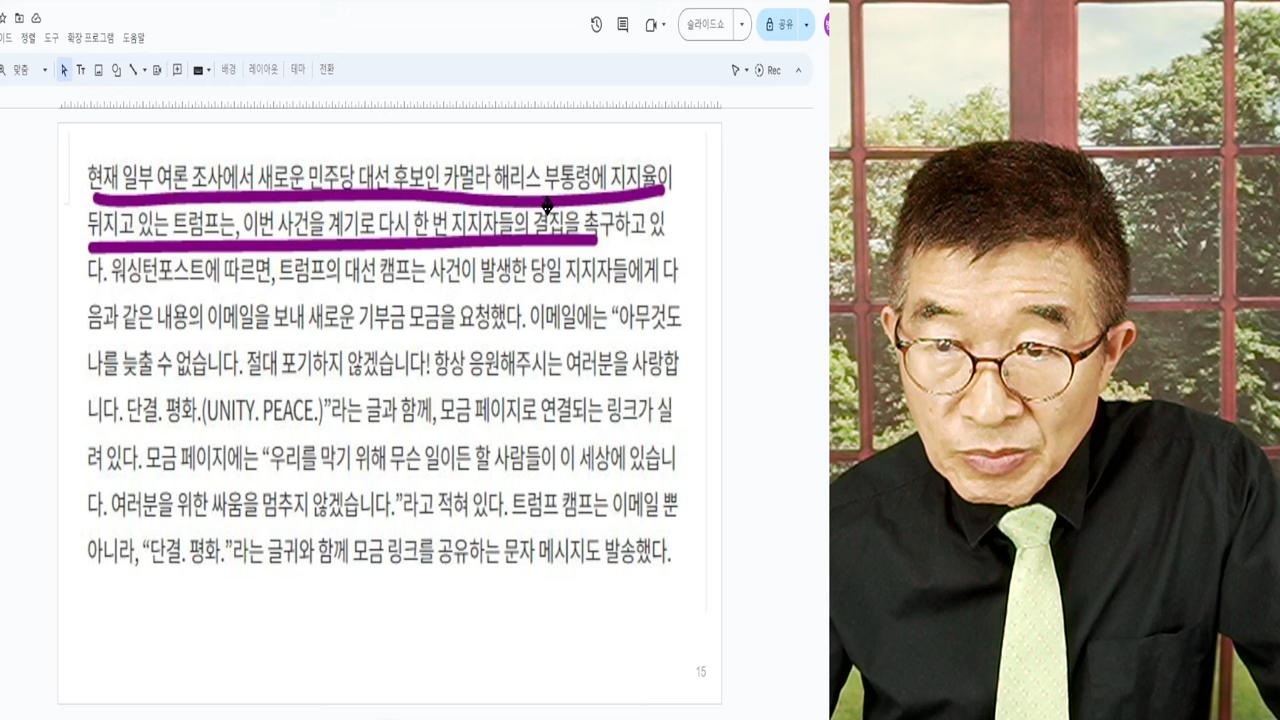 이드 정렬 도구 확장 프로그램 도움말
슬라이드쇼
공유
맞춤
배경
레이아웃
테마
전환
Rec
현재 일부 여론 조사에서 새로운 민주당 대선 후보인 카멀라 해리스 부통령에 지지율이
뒤지고 있는 트럼프는, 이번 사건을 계기로 다시 한 번 지지자들의 결집을 촉구하고 있
다. 워싱턴포스트에 따르면, 트럼프의 대선 캠프는 사건이 발생한 당일 지지자들에게 다
음과 같은 내용의 이메일을 보내 새로운 기부금 모금을 요청했다. 이메일에는 “아무것도
나를 늦출 수 없습니다. 절대 포기하지 않겠습니다! 항상 응원해주시는 여러분을 사랑합
니다. 단결. 평화.(UNITY. PEACE.)”라는 글과 함께, 모금 페이지로 연결되는 링크가 실
려 있다. 모금 페이지에는 “우리를 막기 위해 무슨 일이든 할 사람들이 이 세상에 있습니
다. 여러분을 위한 싸움을 멈추지 않겠습니다.”라고 적혀 있다. 트럼프 캠프는 이메일 뿐
아니라, “단결. 평화.”라는 글귀와 함께 모금 링크를 공유하는 문자 메시지도 발송했다.
15